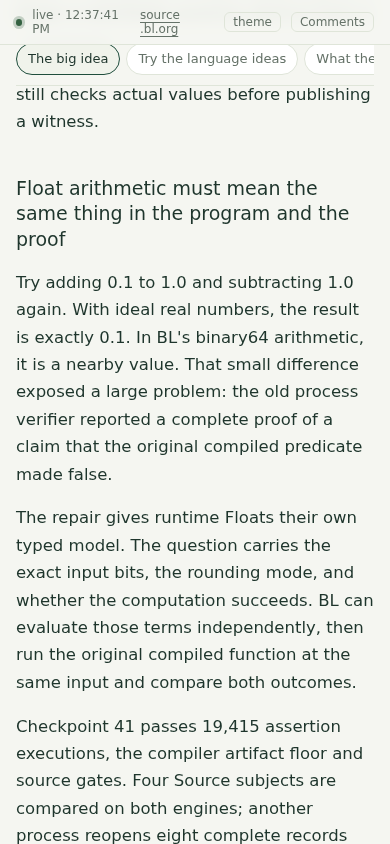 live · 12:37:41 PM
source.bl.org
theme
Comments
The big idea
Try the language ideas
What the
still checks actual values before publishing
a witness.
Float arithmetic must mean the
same thing in the program and the
proof
Try adding 0.1 to 1.0 and subtracting 1.0
again. With ideal real numbers, the result
is exactly 0.1. In BL's binary64 arithmetic,
it is a nearby value. That small difference
exposed a large problem: the old process
verifier reported a complete proof of a
claim that the original compiled predicate
made false.
The repair gives runtime Floats their own
typed model. The question carries the
exact input bits, the rounding mode, and
whether the computation succeeds. BL can
evaluate those terms independently, then
run the original compiled function at the
same input and compare both outcomes.
Checkpoint 41 passes 19,415 assertion
executions, the compiler artifact floor and
source gates. Four Source subjects are
compared on both engines; another
process reopens eight complete records